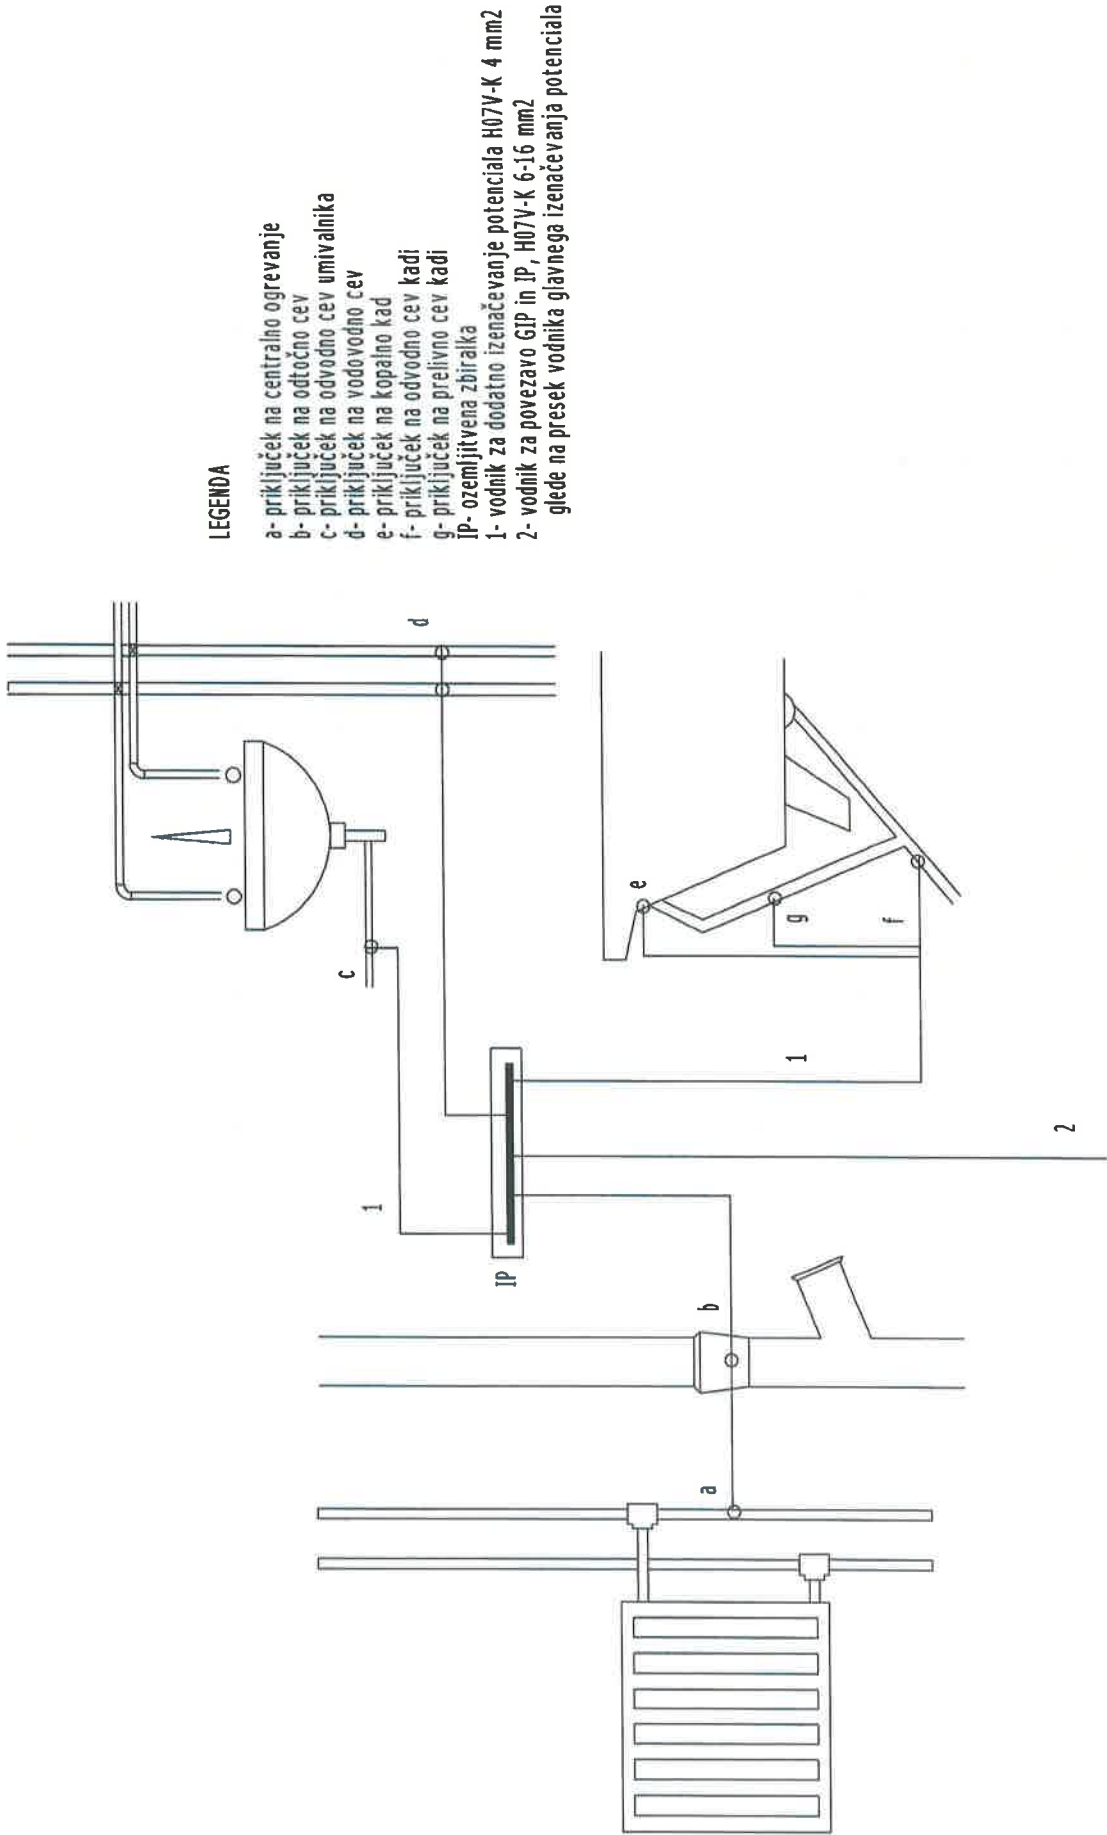 LEGENDA
a- priključek na centralno ogrevanje
b- priključek na odtočno cev
c- priključek na odvodno cev umivalnika
d- priključek na vodovodno cev
e- priključek na kopalno kad
f- priključek na odvodno cev kadi
g- priključek na prelivno cev kadi
IP- ozemljitvena zbiralka
1- vodnik za dodatno izenačevanje potenciala H07V-K 4 mm2
2- vodnik za povezavo GIP in IP, H07V-K 6-16 mm2
glede na presek vodnika glavnega izenačevanja potenciala
d
c
e
g
f
1
1
2
IP
b
a